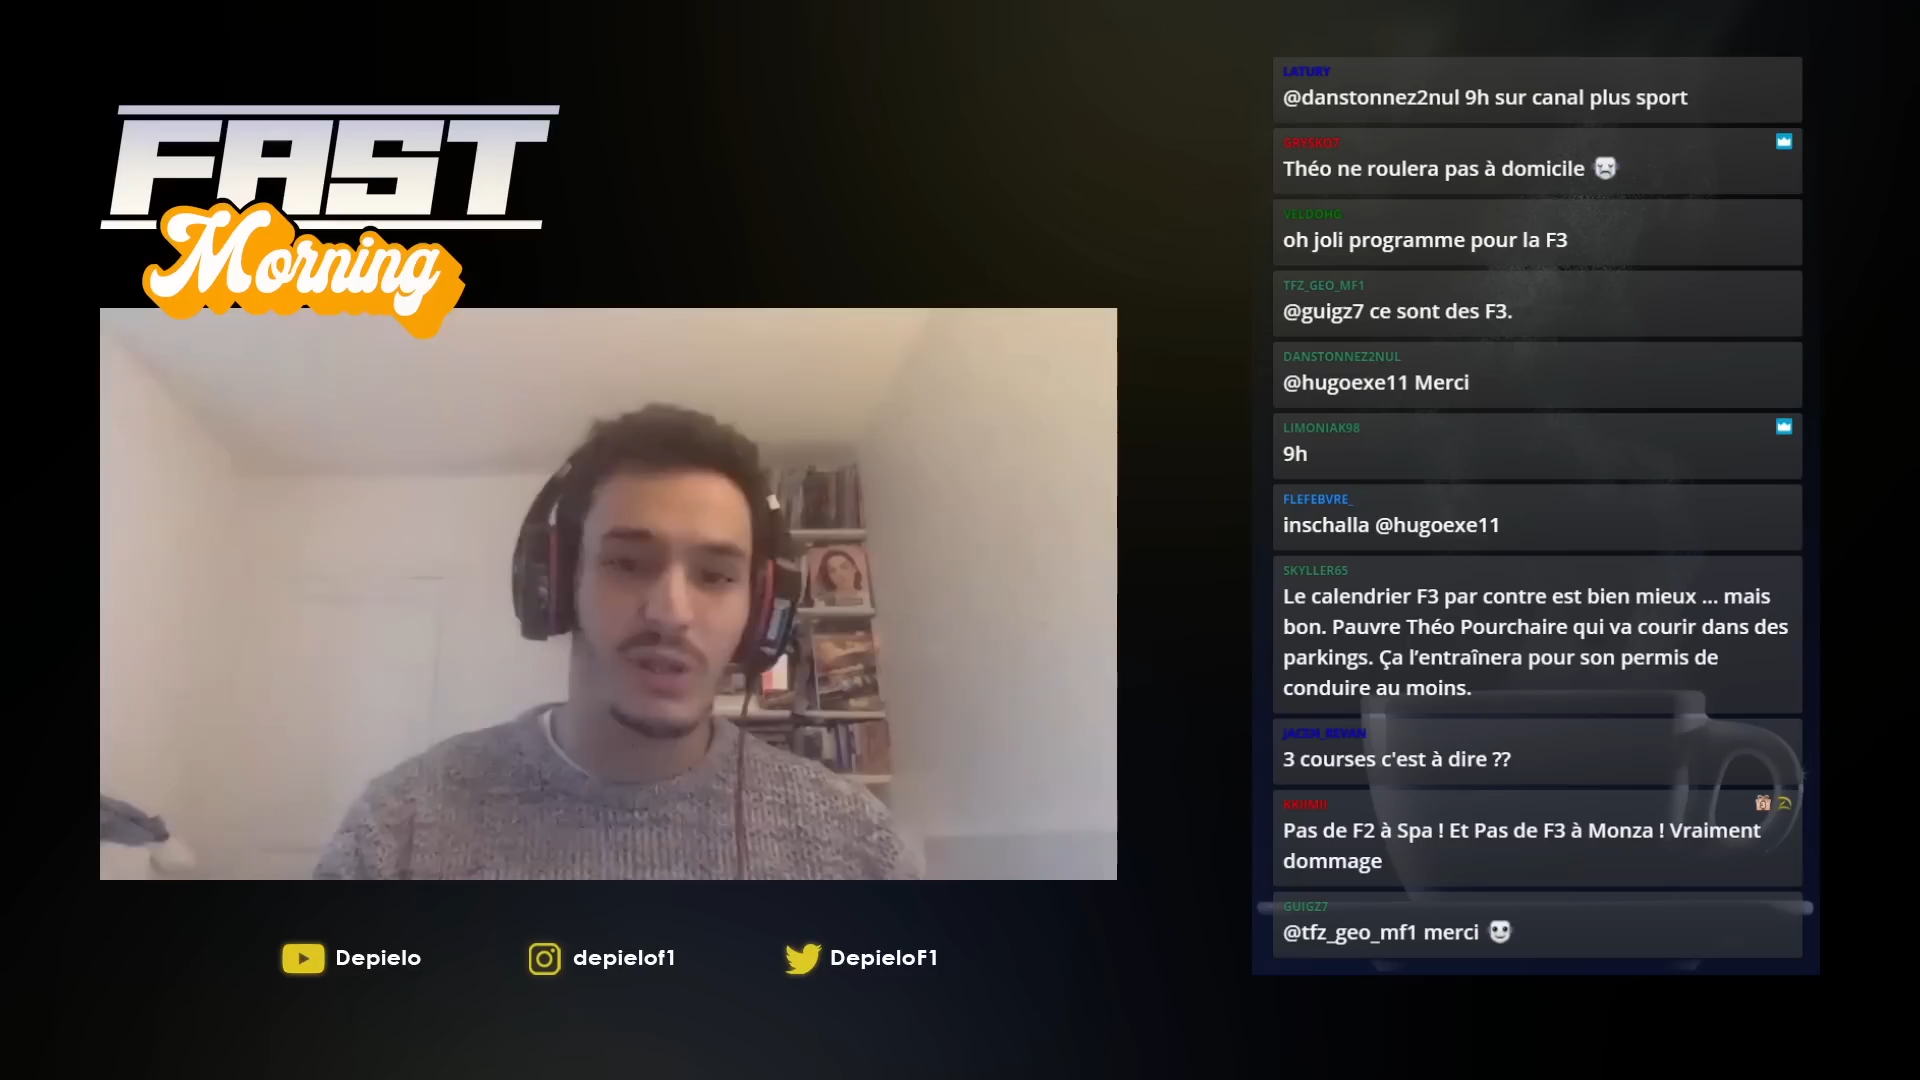 FAST
Morning
Depielo
depielof1
DepieloF1
LATURY
@danstonnez2nul 9h sur canal plus sport
GRYSKO7
Théo ne roulera pas à domicile
VELDOHG
oh joli programme pour la F3
TFZ_GEO_MF1
@guigz7 ce sont des F3.
DANSTONNEZ2NUL
@hugoexe11 Merci
LIMONIAK98
9h
FLEFEBVRE_
inschalla @hugoexe11
SKYLLER65
Le calendrier F3 par contre est bien mieux ... mais
bon. Pauvre Théo Pourchaire qui va courir dans des
parkings. Ça l’entraînera pour son permis de
conduire au moins.
JACEN_REVAN
3 courses c'est à dire ??
KKIIMII
Pas de F2 à Spa ! Et Pas de F3 à Monza ! Vraiment
dommage
GUIGZ7
@tfz_geo_mf1 merci